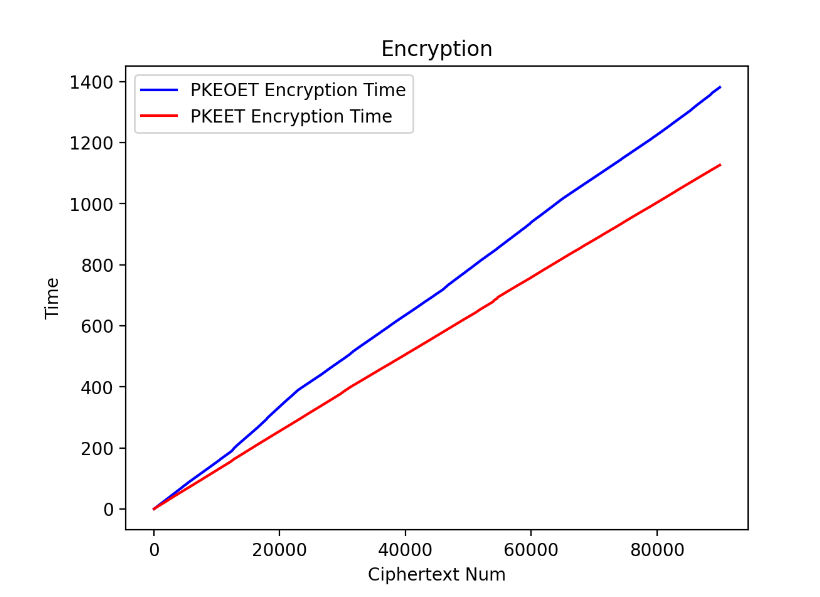 Encryption
PKEOET Encryption Time
PKEET Encryption Time
1400
1200
1000
800
600
400
200
0
Time
0 20000 40000 60000 80000
Ciphertext Num